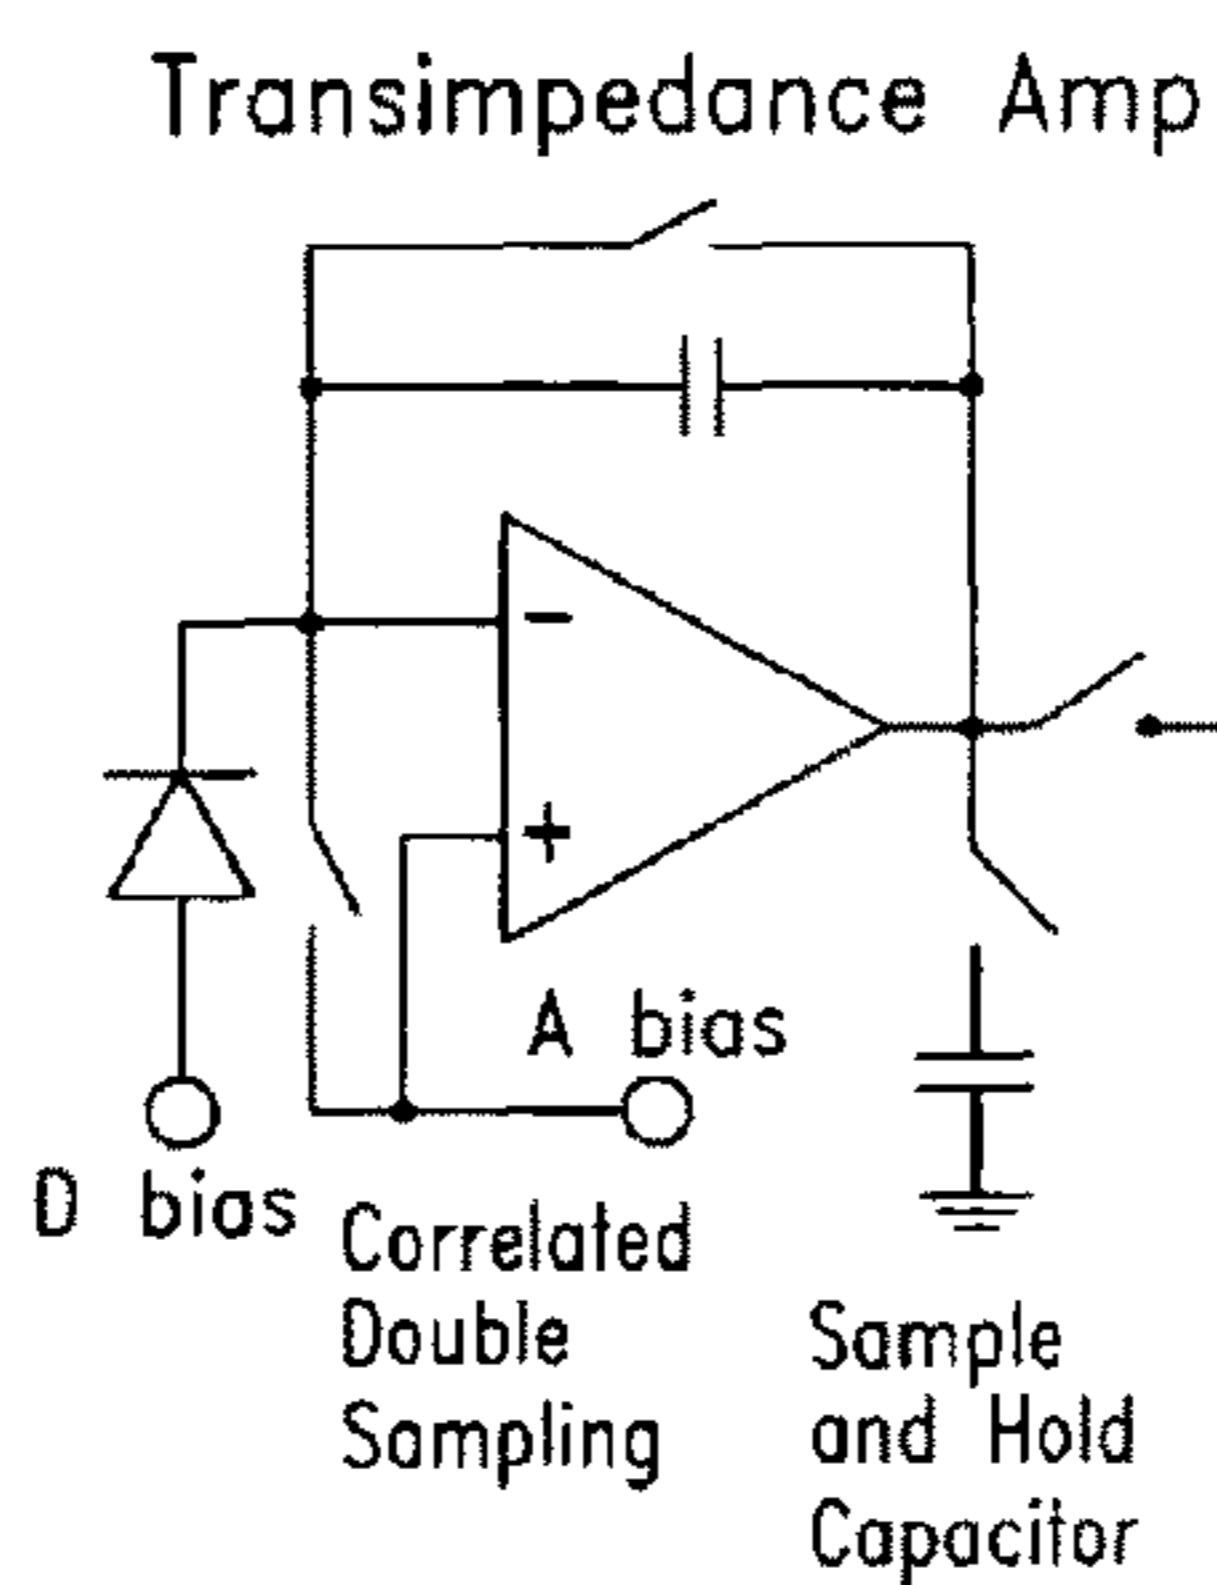 Transimpedance Amp
-
+
A bias
D bias
Correlated
Double
Sampling
Sample
and Hold
Capacitor